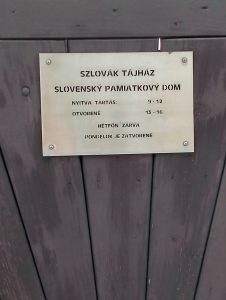 SZLOVÁK TÁJHÁZ
SLOVENSKÝ PAMIATKOVÝ DOM
NYITVA TARTÁS: 9-12
OTVORENÉ 13-16
HÉTFŐN ZÁRVA
PONDELOK JE ZATVORENÉ